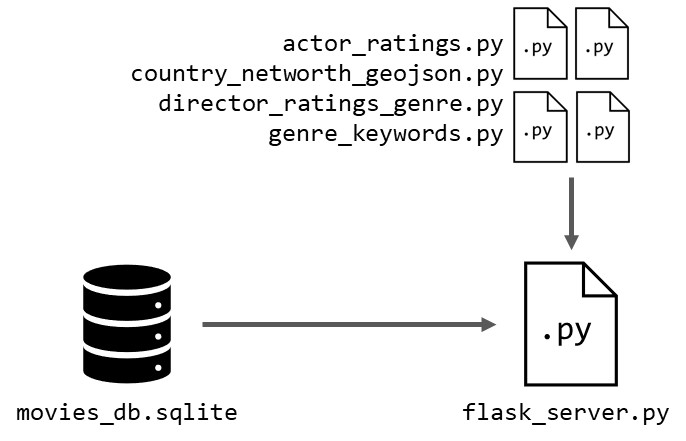 actor_ratings.py
.py .py
country_networth_geojson.py
director_ratings_genre.py
genre_keywords.py
.py .py
.py
movies_db.sqlite
flask_server.py